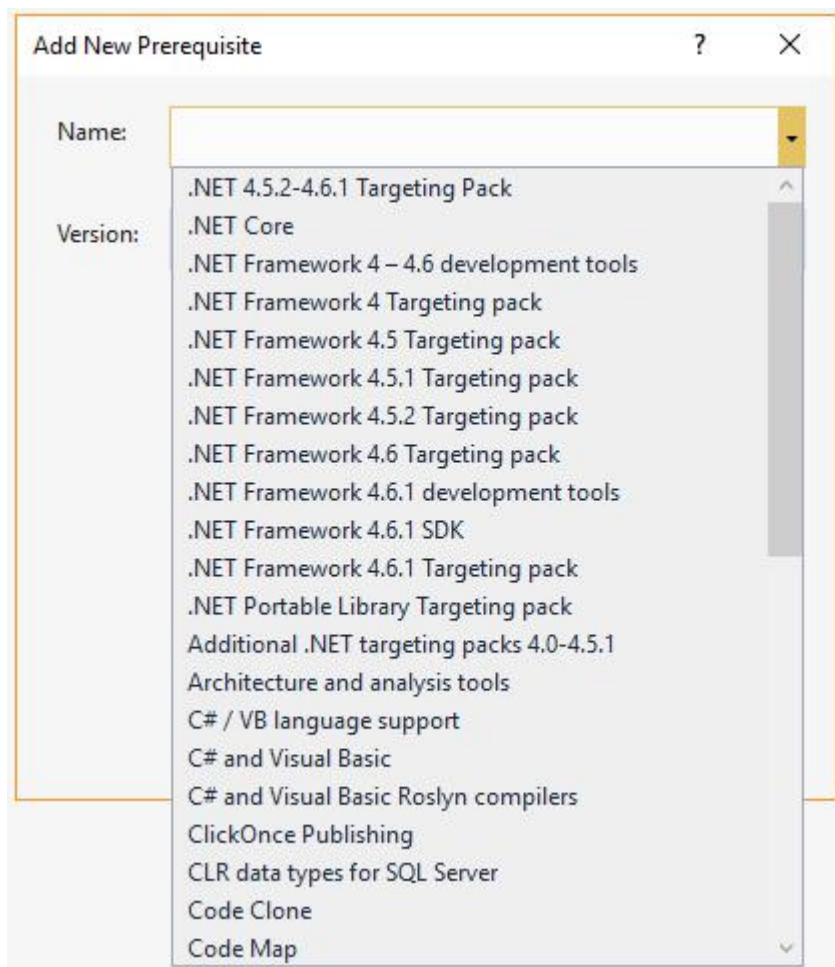 Add New Prerequisite ?
Name:
.NET 4.5.2-4.6.1 Targeting Pack
Version:
.NET Core
.NET Framework 4 – 4.6 development tools
.NET Framework 4 Targeting pack
.NET Framework 4.5 Targeting pack
.NET Framework 4.5.1 Targeting pack
.NET Framework 4.5.2 Targeting pack
.NET Framework 4.6 Targeting pack
.NET Framework 4.6.1 development tools
.NET Framework 4.6.1 SDK
.NET Framework 4.6.1 Targeting pack
.NET Portable Library Targeting pack
Additional .NET targeting packs 4.0-4.5.1
Architecture and analysis tools
C# / VB language support
C# and Visual Basic
C# and Visual Basic Roslyn compilers
ClickOnce Publishing
CLR data types for SQL Server
Code Clone
Code Map